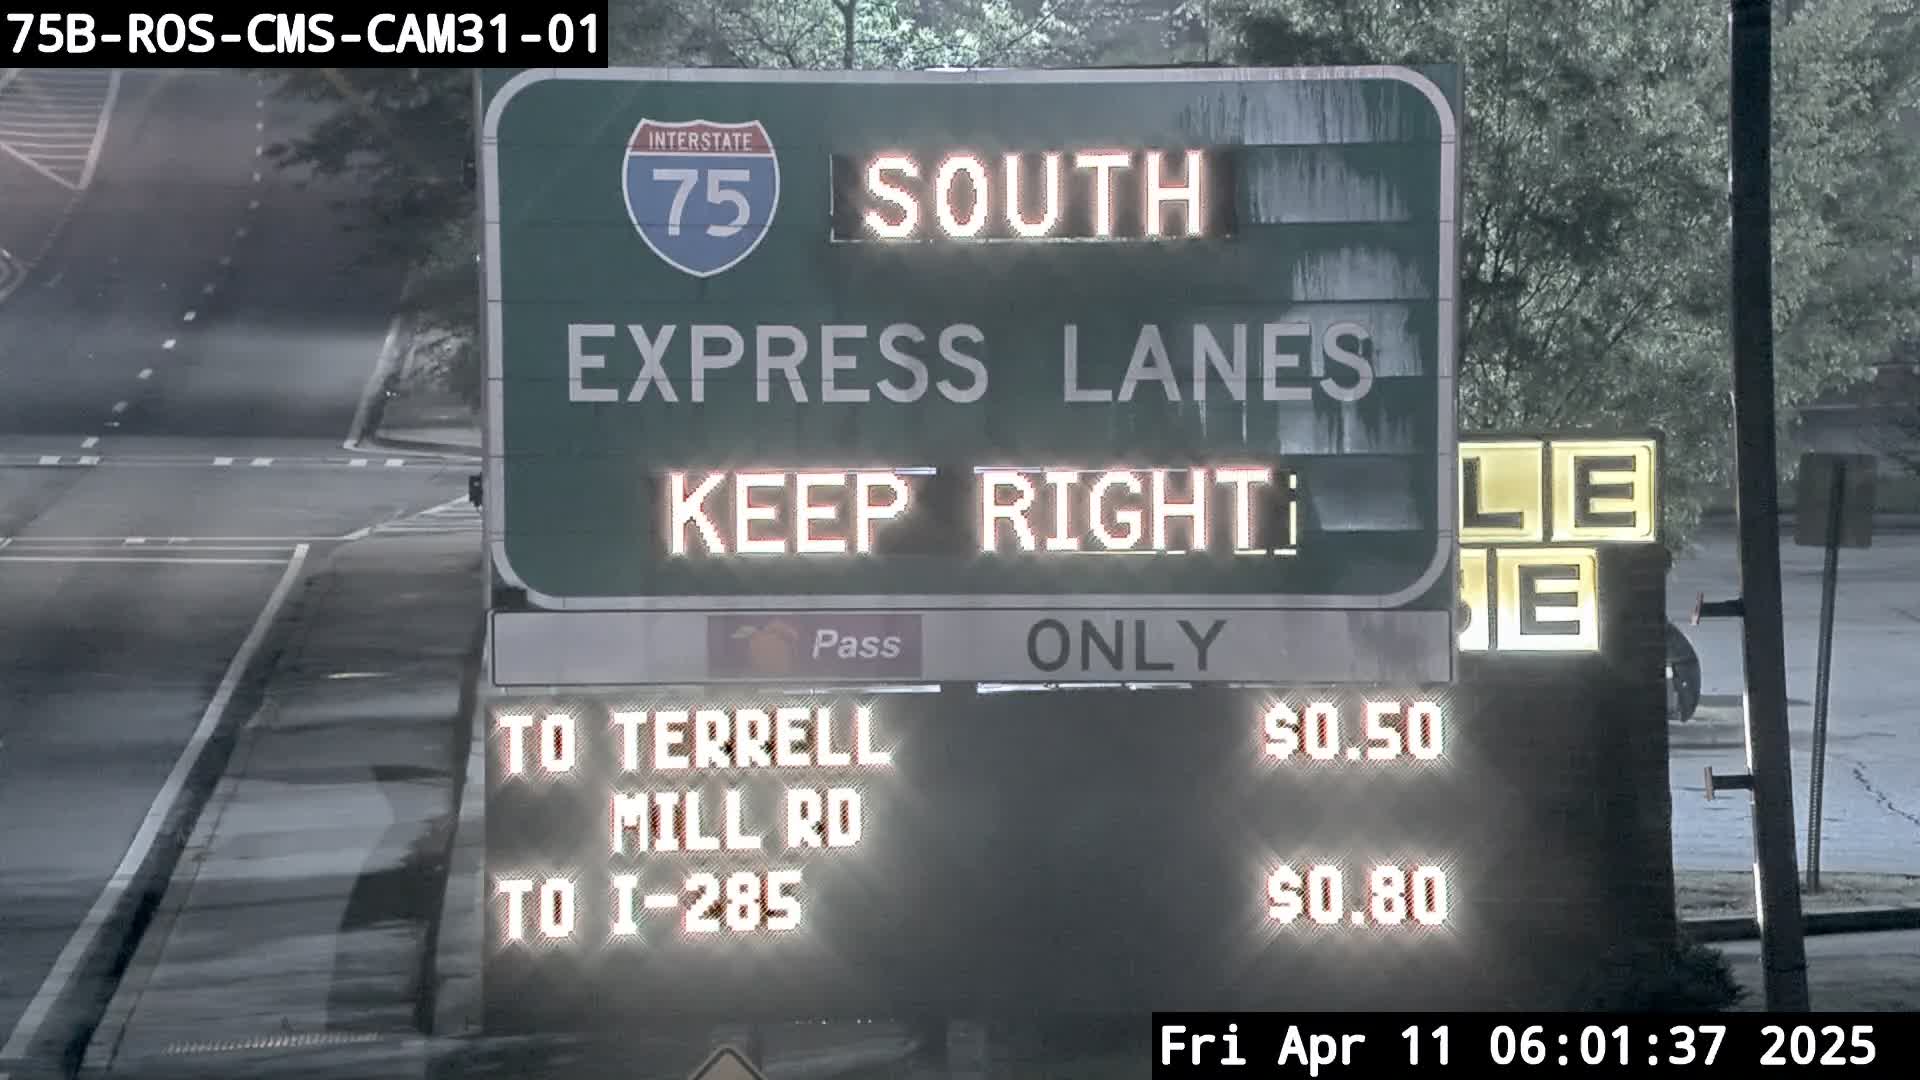 75B-ROS-CMS-CAM31-01
INTERSTATE
75
SOUTH
EXPRESS LANES
KEEP RIGHT
Pass ONLY
TO TERRELL $0.50
MILL RD
TO I-285 $0.80
LE
E
Fri Apr 11 06:01:37 2025